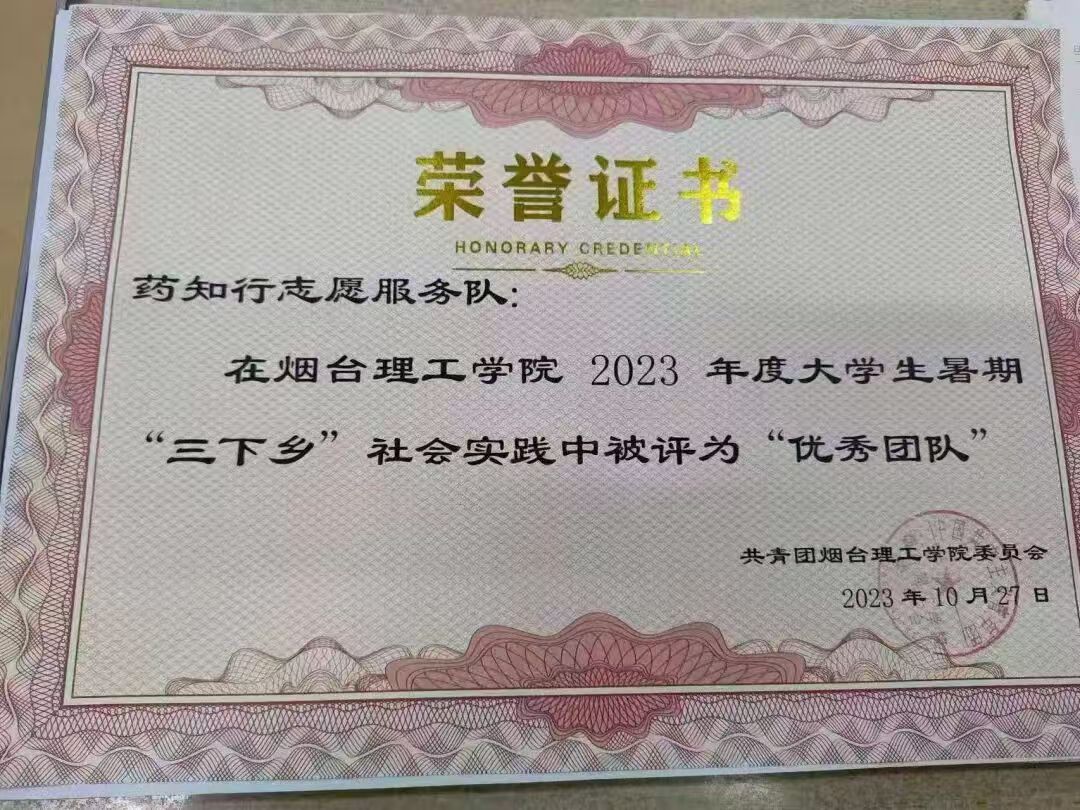 荣誉证书
HONORARY CREDENTIAL
药知行志愿服务队：
在烟台理工学院 2023 年度大学生暑期
“三下乡”社会实践中被评为“优秀团队”
共青团烟台理工学院委员会
2023 年 10 月 27 日